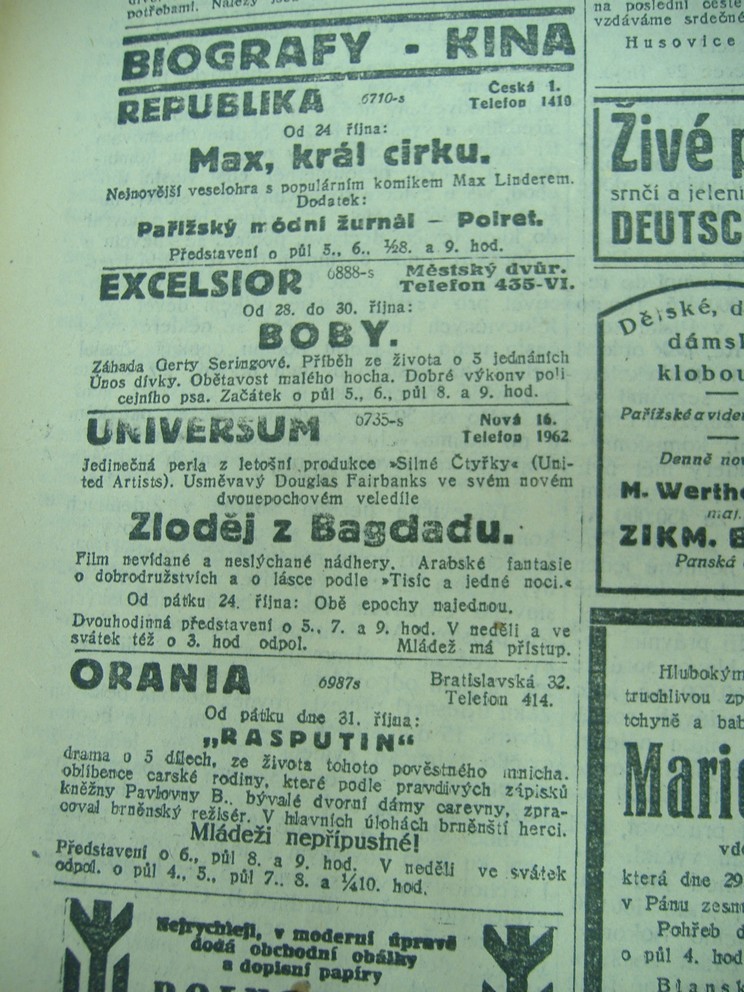 potřebami.
BIOGRAFY - KINA
REPUBLIKA 6710-s Česká 1.
Telefon 1410
Od 24 října:
Max, král cirku.
Nejnovější veselohra s populárním komikem Max Linderem.
Dodatek:
Pařížský módní žurnál — Poiret.
Představení o půl 5., 6., ½8. a 9. hod.
EXCELSIOR 6888-s Městský dvůr.
Telefon 435-VI.
Od 28. do 30. října:
BOBY.
Záhada Gerty Seringové. Příběh ze života o 5 jednáních
Únos dívky. Obětavost malého hocha. Dobré výkony poli-
cejního psa. Začátek o půl 5., 6., půl 8. a 9. hod.
UNIVERSUM 6735-s Nová 16.
Telefon 1962
Jedinečná perla z letošní produkce »Silné Čtyřky« (Uni-
ted Artists). Usměvavý Douglas Fairbanks ve svém novém
dvouepochovém veledíle
Zloděj z Bagdadu.
Film nevídané a neslýchané nádhery. Arabské fantasie
o dobrodružstvích a o lásce podle »Tisíc a jedné noci.«
Od pátku 24. října: Obě epochy najednou.
Dvouhodinná představení o 5., 7. a 9. hod. V neděli a ve
svátek též o 3. hod odpol. Mládež má přístup.
ORANIA 6987s Bratislavská 32.
Telefon 414.
Od pátku dne 31. října:
„RASPUTIN“
drama o 5 dílech, ze života tohoto pověstného mnicha.
oblíbence carské rodiny, které podle pravdivých zápisků
kněžny Pavlovny B., bývalé dvorní dámy carevny, zpra-
coval brněnský režisér. V hlavních úlohách brněnští herci.
Mládeži nepřípustné!
Představení o 6., půl 8. a 9. hod. V neděli ve svátek
odpol. o půl 4., 5., půl 7., 8. a ¼10. hod.
Nejrychleji, v moderní úpravě
dodá obchodní obálky
a dopisní papíry
na poslední cestě
vzdáváme srdečné
Husovice
Živé
srnčí a jelení
DEUTSC
Dětské, d
dáms
klobou
Pařížské a víde
Denně no
M. Werthe
mat.
ZIKM.
Panská
Hlubokým
truchlivou zp
tchyně a bab
Marie
vd
která dne 29
v Pánu zesn
Pohřeb d
o půl 4. hod
Blansk